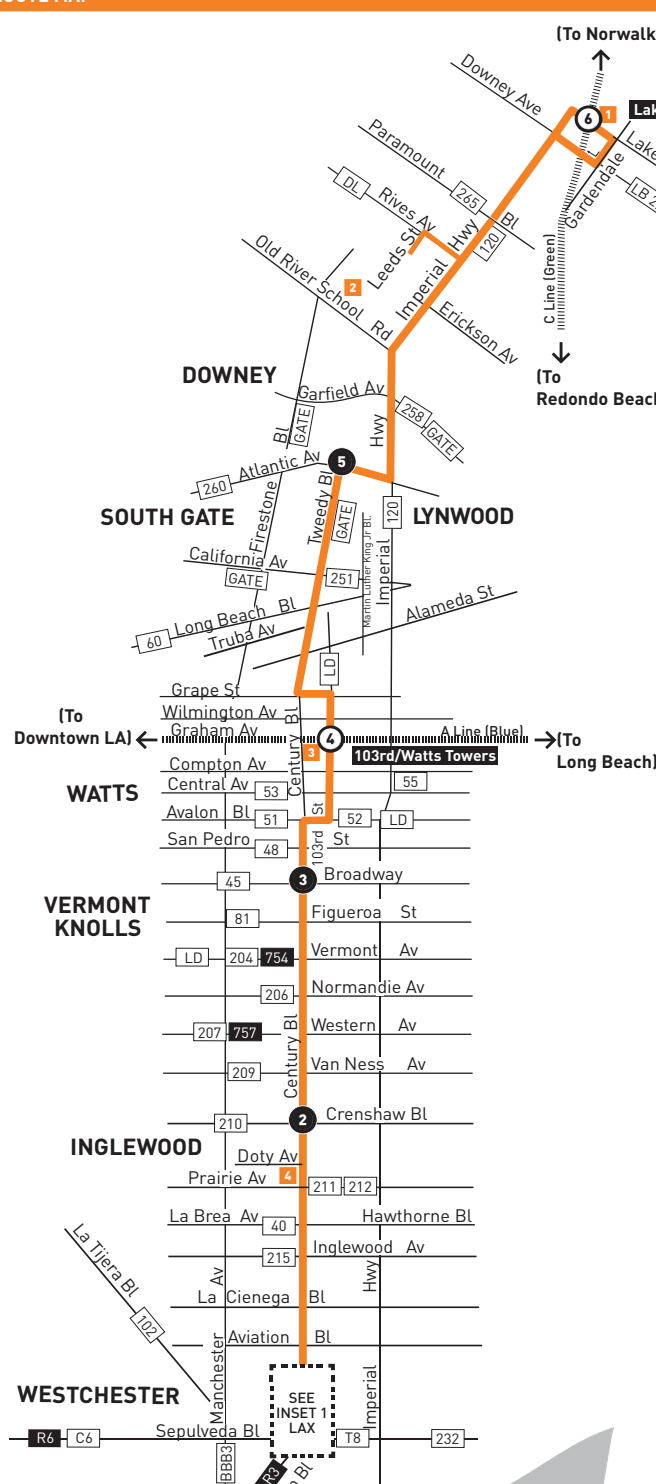 (To Norwalk
Downey Ave
6
1
Lak
Lake
Paramount
Bl
265
DL
Rives Av
Gardendale
LB 2
Leeds St
Imperial Hwy
120
C Line (Green)
Old River School Rd
2
Erickson Av
(To
Redondo Beach
DOWNEY
Garfield Av
258
GATE
GATE
Bl
Hwy
Atlantic Av
5
260
Firestone
Tweedy Bl
GATE
120
SOUTH GATE
LYNWOOD
California Av
GATE
251
Martin Luther King Jr Bl.
Imperial
Long Beach Bl
60
Truba Av
Alameda St
LD
Grape St
Wilmington Av
(To
Downtown LA)
Graham Av
4
A Line (Blue)
(To
Long Beach)
3
103rd/Watts Towers
Century Bl
Compton Av
WATTS
Central Av
53
55
Avalon Bl
51
St
52
LD
San Pedro
48
103rd
St
45
3
Broadway
VERMONT
KNOLLS
81
Figueroa St
LD
204
754
Vermont Av
206
Normandie Av
207
757
Western Av
Century Bl
209
Van Ness Av
210
2
Crenshaw Bl
INGLEWOOD
Doty Av
Prairie Av
4
211
212
La Brea Av
40
Hawthorne Bl
215
Inglewood Av
La Tijera Bl
102
Av
Hwy
La Cienega Bl
Manchester
Aviation Bl
Imperial
WESTCHESTER
SEE
INSET 1
LAX
R6
C6
Sepulveda Bl
T8
232
BBB3
R3
Bl